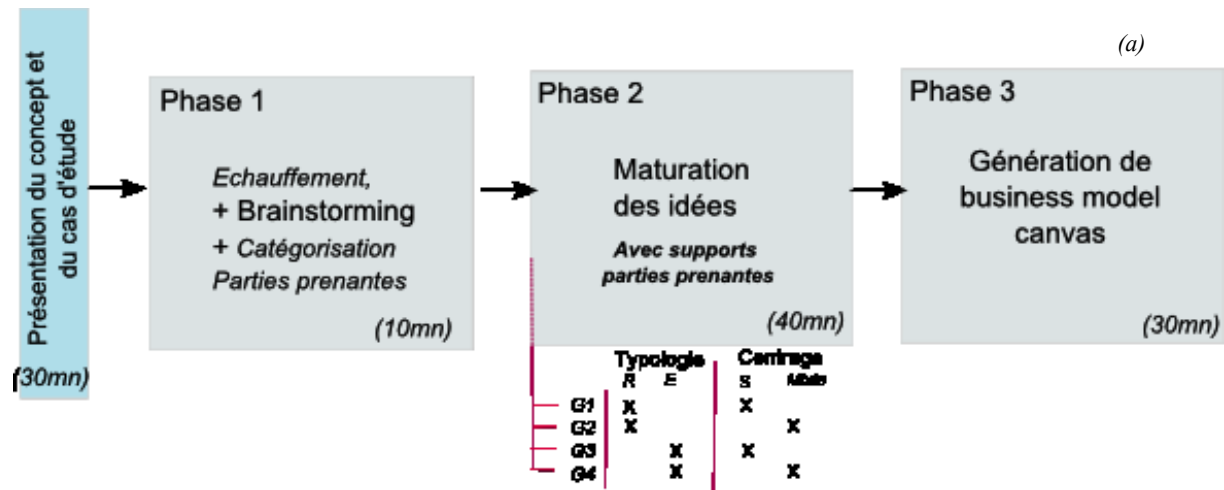 Présentation du concept et
du cas d'étude
(30mn)
Phase 1
Echauffement,
+ Brainstorming
+ Catégorisation
Parties prenantes
(10mn)
Phase 2
Maturation
des idées
Avec supports
parties prenantes
(40mn)
(a)
Phase 3
Génération de
business model
canvas
(30mn)
Typologie Centrage
R E S
G1 X X
G2 X X
G3 X X
G4 X X